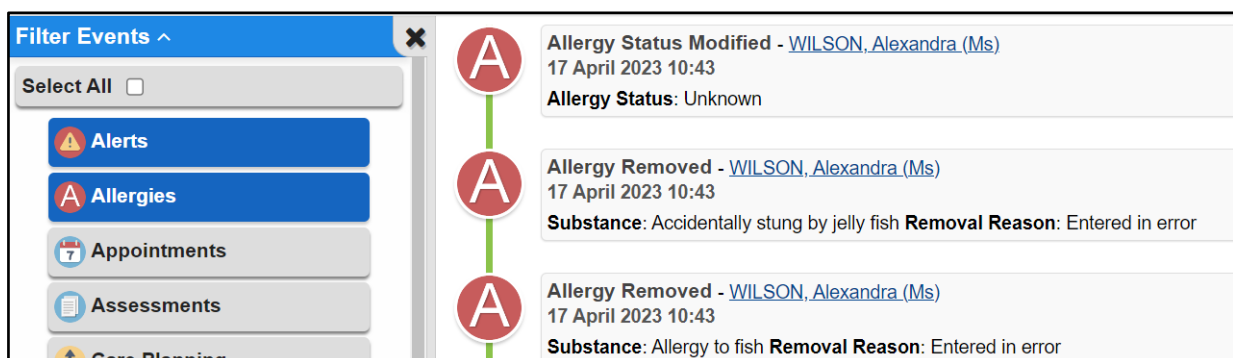 Filter Events
Select All
Alerts
A Allergies
7 Appointments
Assessments
Care Planning
A
Allergy Status Modified - WILSON, Alexandra (Ms)
17 April 2023 10:43
Allergy Status: Unknown
A
Allergy Removed - WILSON, Alexandra (Ms)
17 April 2023 10:43
Substance: Accidentally stung by jelly fish Removal Reason: Entered in error
A
Allergy Removed - WILSON, Alexandra (Ms)
17 April 2023 10:43
Substance: Allergy to fish Removal Reason: Entered in error